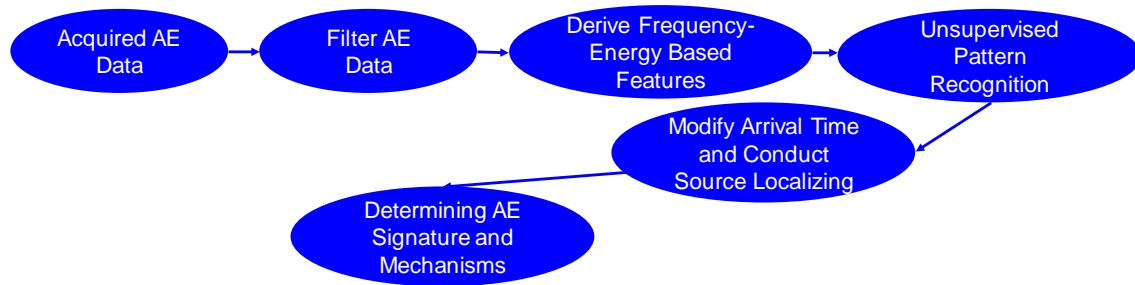 Acquired AE
Data
Filter AE
Data
Derive Frequency-
Energy Based
Features
Unsupervised
Pattern
Recognition
Modify Arrival Time
and Conduct
Source Localizing
Determining AE
Signature and
Mechanisms